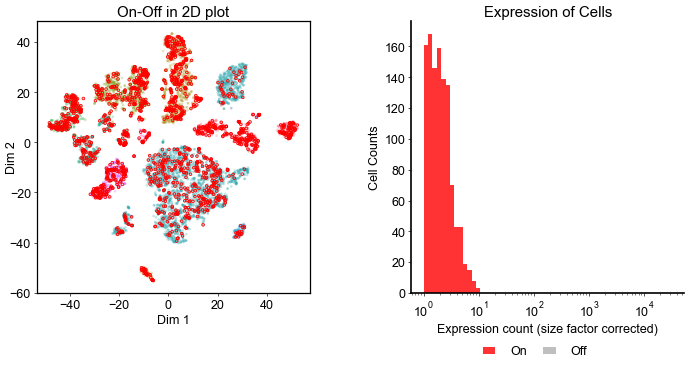 On-Off in 2D plot
40
20
0
−20
−40
−60
Dim 2
−40 −20 0 20 40
Dim 1
Expression of Cells
160
140
120
100
80
60
40
20
0
Cell Counts
10⁰ 10¹ 10² 10³ 10⁴
Expression count (size factor corrected)
On Off